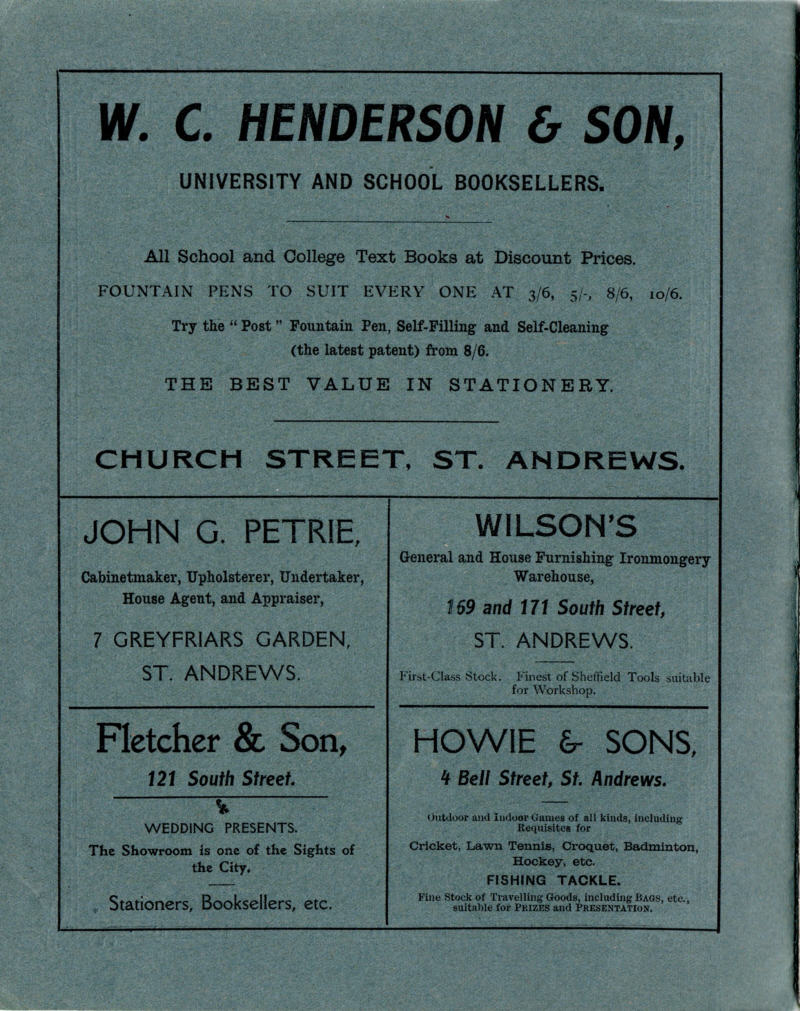 W. C. HENDERSON & SON,
UNIVERSITY AND SCHOOL BOOKSELLERS.
All School and College Text Books at Discount Prices.
FOUNTAIN PENS TO SUIT EVERY ONE AT 3/6, 5/-, 8/6, 10/6.
Try the "Post" Fountain Pen, Self-Filling and Self-Cleaning
(the latest patent) from 8/6.
THE BEST VALUE IN STATIONERY.
CHURCH STREET, ST. ANDREWS.
JOHN G. PETRIE,
Cabinetmaker, Upholsterer, Undertaker,
House Agent, and Appraiser,
7 GREYFRIARS GARDEN,
ST. ANDREWS.
WILSON'S
General and House Furnishing Ironmongery
Warehouse,
169 and 171 South Street,
ST. ANDREWS.
First-Class Stock. Finest of Sheffield Tools suitable
for Workshop.
Fletcher & Son,
121 South Street.
WEDDING PRESENTS.
The Showroom is one of the Sights of
the City.
Stationers, Booksellers, etc.
HOWIE & SONS,
4 Bell Street, St. Andrews.
Outdoor and Indoor Games of all kinds, including
Requisites for
Cricket, Lawn Tennis, Croquet, Badminton,
Hockey, etc.
FISHING TACKLE.
Fine Stock of Travelling Goods, including BAGS, etc.,
suitable for PRIZES and PRESENTATION.